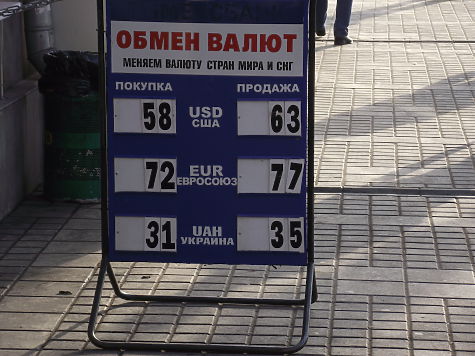 ОБМЕН ВАЛЮТ
МЕНЯЕМ ВАЛЮТУ СТРАН МИРА И СНГ
ПОКУПКА ПРОДАЖА
58 USD 63
США
72 EUR 77
ЕВРОСОЮЗ
31 UAH 35
УКРАИНА